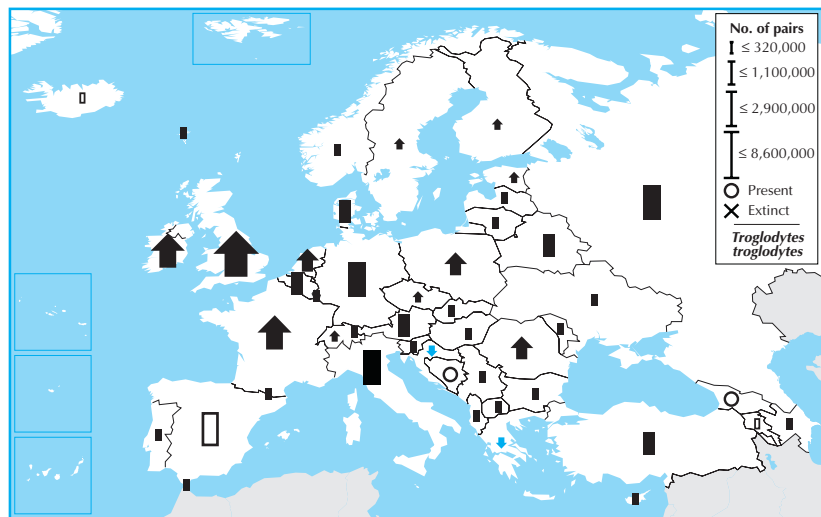 No. of pairs
≤ 320,000
≤ 1,100,000
≤ 2,900,000
≤ 8,600,000
Present
Extinct
Troglodytes
troglodytes